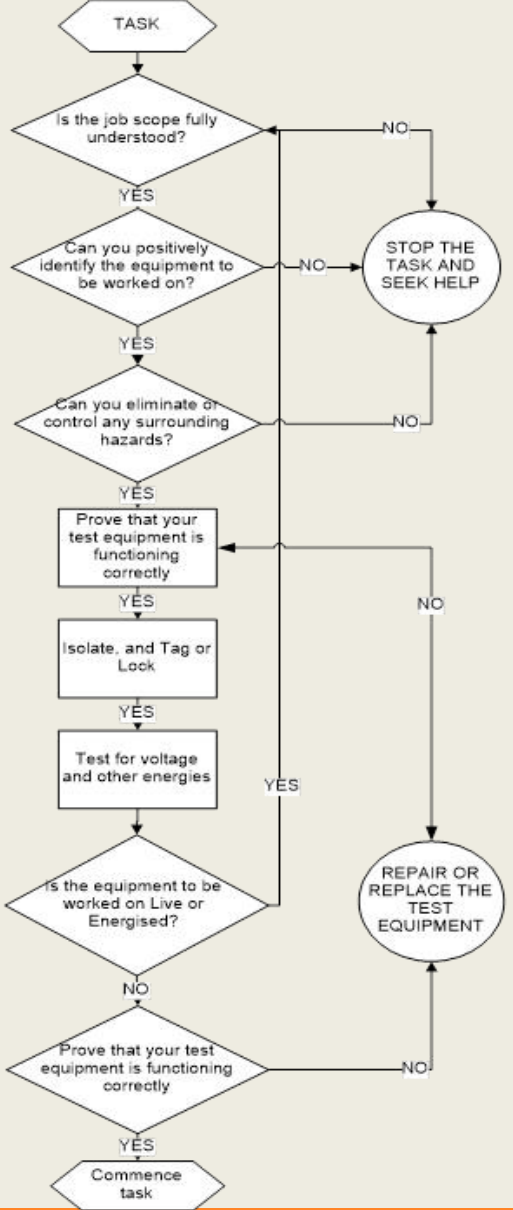 TASK
Is the job scope fully
understood?
NO
YES
Can you positively
identify the equipment to
be worked on?
NO
STOP THE
TASK AND
SEEK HELP
YES
Can you eliminate or
control any surrounding
hazards?
NO
YES
Prove that your
test equipment is
functioning
correctly
YES
NO
Isolate, and Tag or
Lock
YES
Test for voltage
and other energies
YES
Is the equipment to be
worked on Live or
Energised?
REPAIR OR
REPLACE THE
TEST
EQUIPMENT
NO
Prove that your test
equipment is functioning
correctly
NO
YES
Commence
task